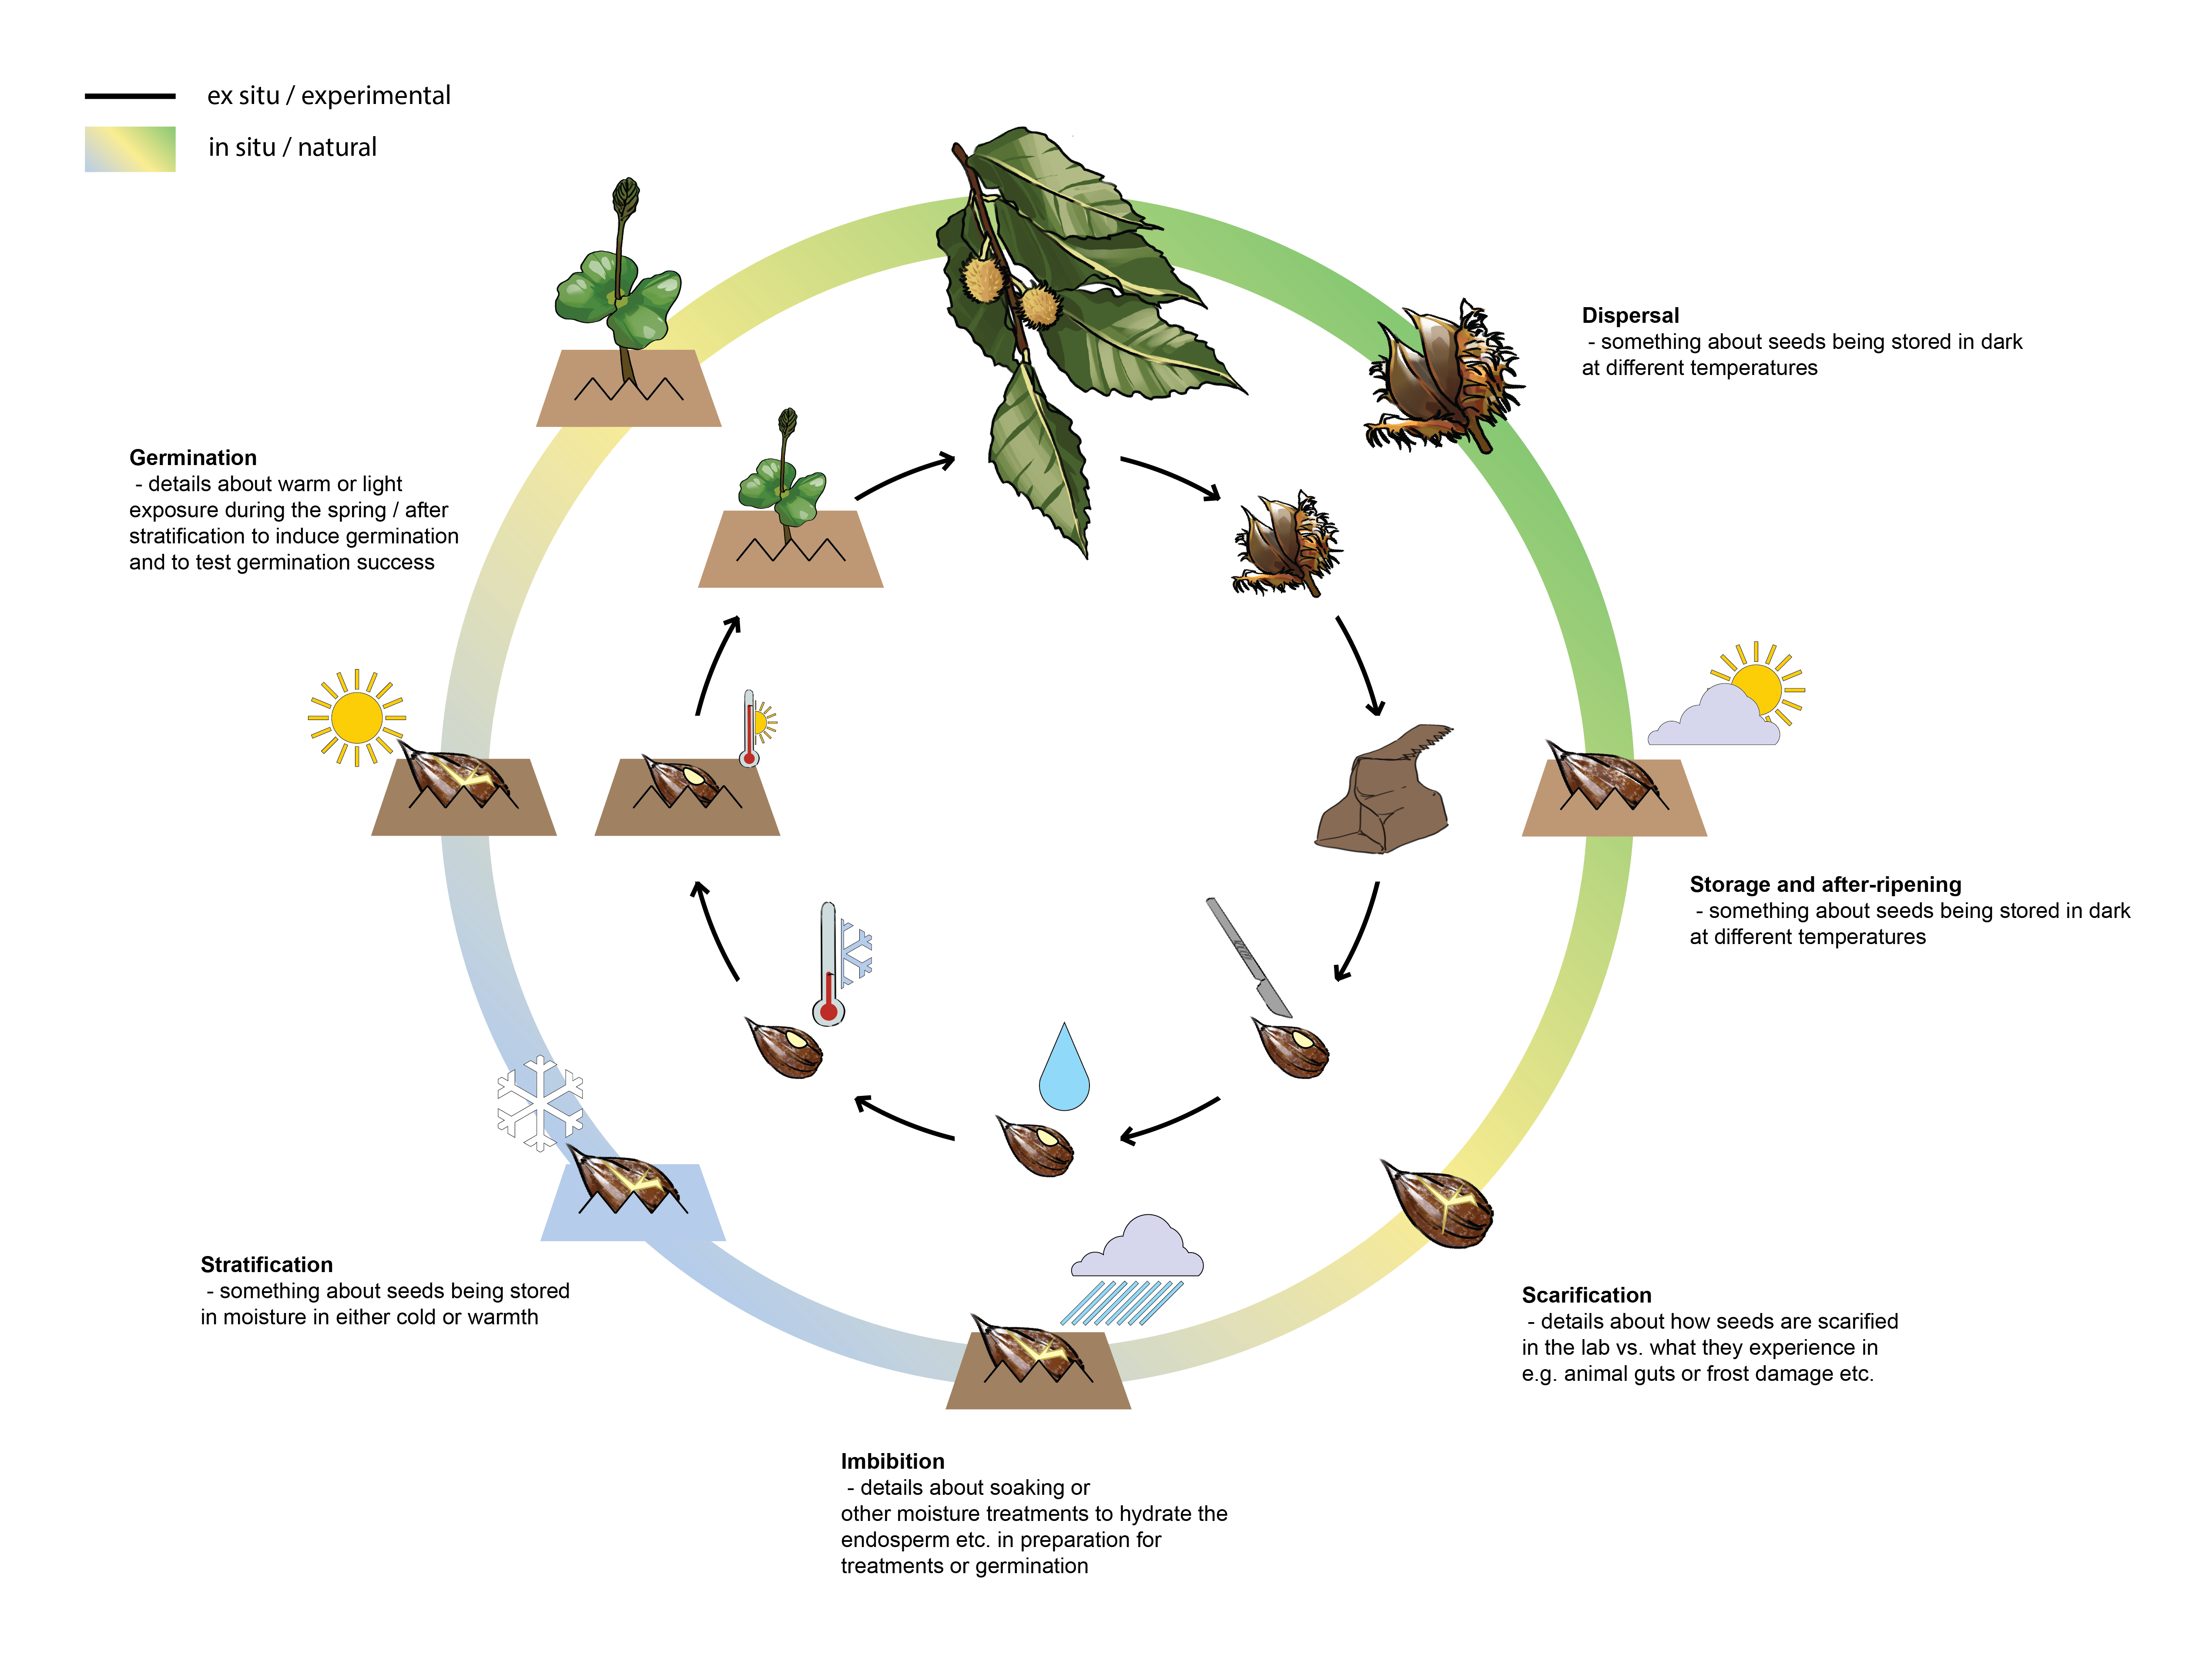 ex situ / experimental
in situ / natural
Dispersal
- something about seeds being stored in dark
at different temperatures
Germination
- details about warm or light
exposure during the spring / after
stratification to induce germination
and to test germination success
Storage and after-ripening
- something about seeds being stored in dark
at different temperatures
Stratification
- something about seeds being stored
in moisture in either cold or warmth
Scarification
- details about how seeds are scarified
in the lab vs. what they experience in
e.g. animal guts or frost damage etc.
Imbibition
- details about soaking or
other moisture treatments to hydrate the
endosperm etc. in preparation for
treatments or germination